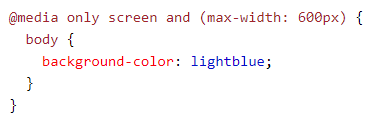 @media only screen and (max-width: 600px) {
  body {
    background-color: lightblue;
  }
}